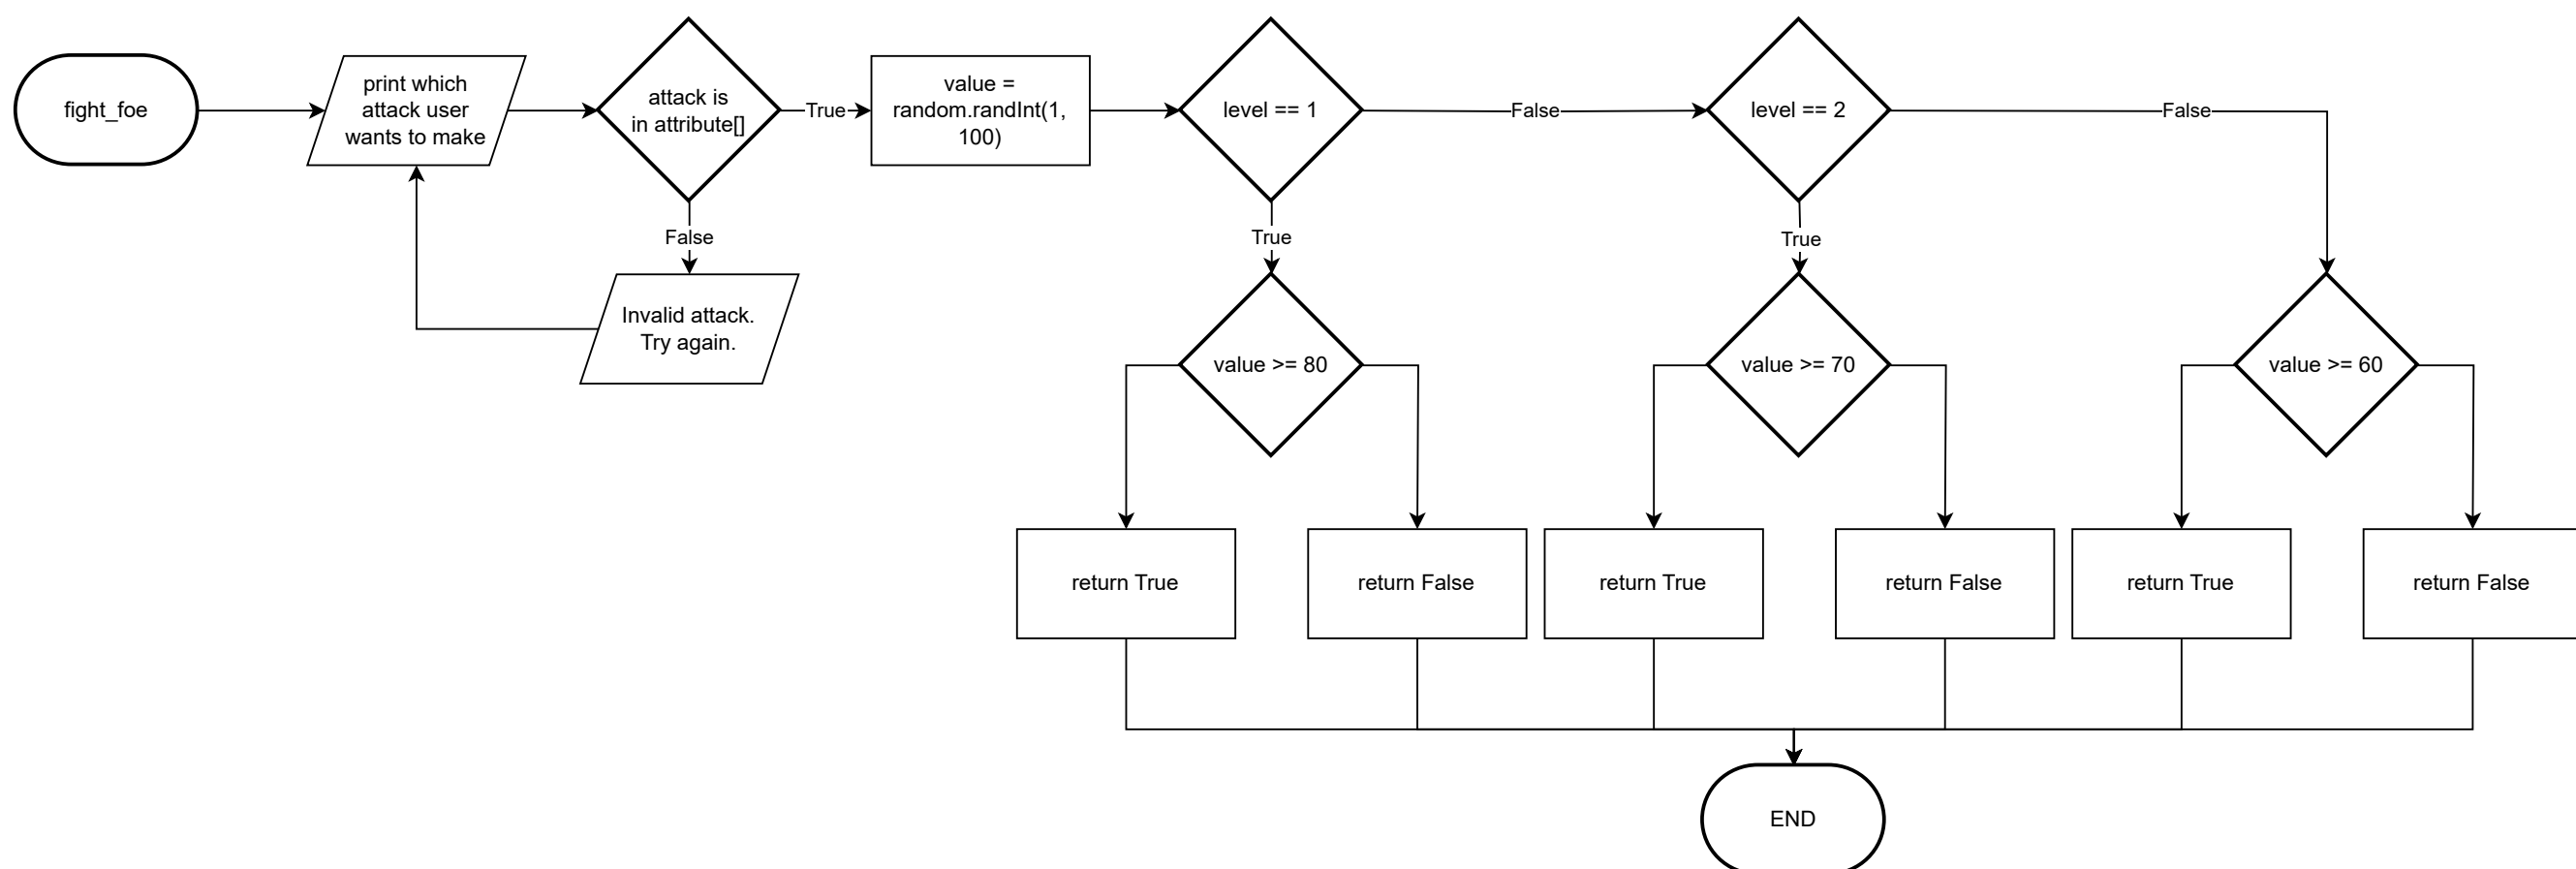 fight_foe
print which
attack user
wants to make
attack is
in attribute[]
True
value =
random.randInt(1,
100)
level == 1
False
level == 2
False
False
True
True
Invalid attack.
Try again.
value >= 80
value >= 70
value >= 60
return True
return False
return True
return False
return True
return False
END